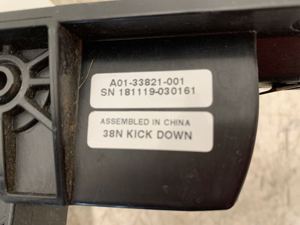 A01-33821-001
SN 181119-030161
ASSEMBLED IN CHINA
38N KICK DOWN